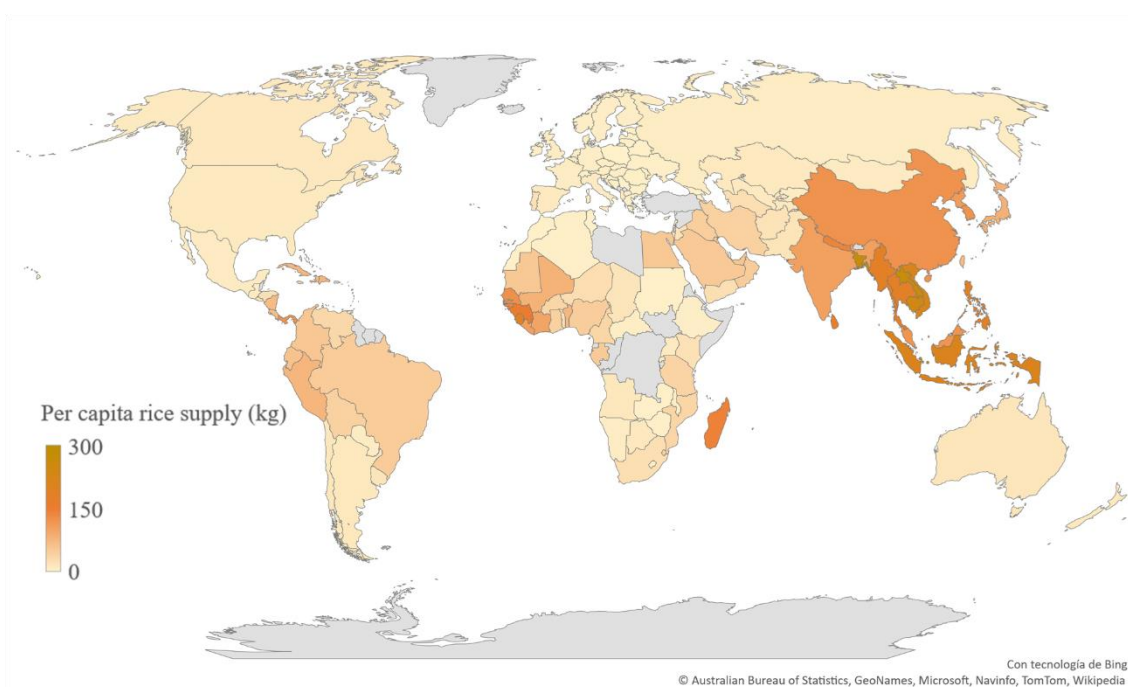 Per capita rice supply (kg)
300
150
0
Con tecnología de Bing
© Australian Bureau of Statistics, GeoNames, Microsoft, Navinfo, TomTom, Wikipedia